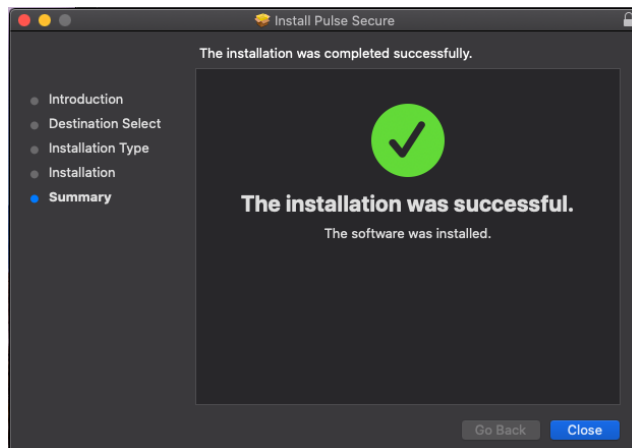 Install Pulse Secure
The installation was completed successfully.
Introduction
Destination Select
Installation Type
Installation
Summary
The installation was successful.
The software was installed.
Go Back
Close